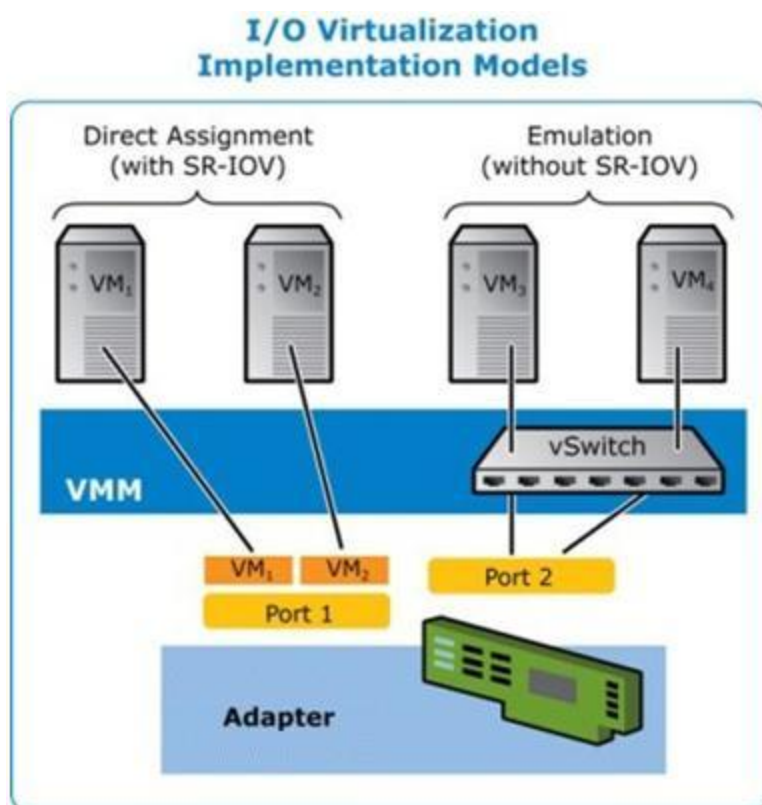 I/O Virtualization
Implementation Models
Direct Assignment
(with SR-IOV)
Emulation
(without SR-IOV)
VM₁
VM₂
VM₃
VM₄
vSwitch
VMM
VM₁
VM₂
Port 1
Port 2
Adapter